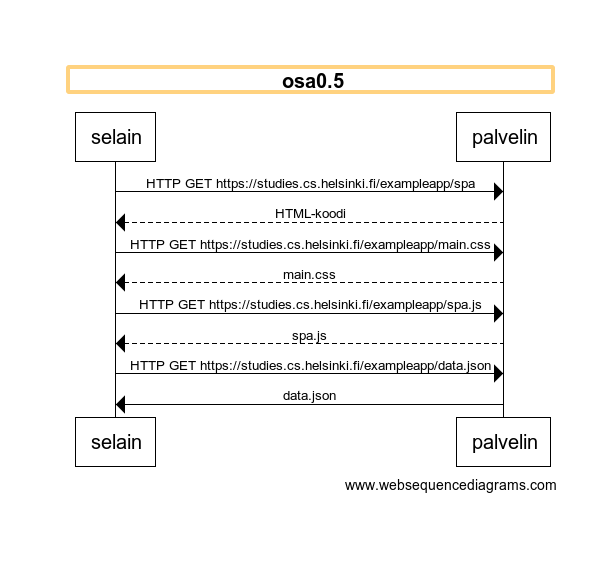 osa0.5
selain palvelin
HTTP GET https://studies.cs.helsinki.fi/exampleapp/spa
HTML-koodi
HTTP GET https://studies.cs.helsinki.fi/exampleapp/main.css
main.css
HTTP GET https://studies.cs.helsinki.fi/exampleapp/spa.js
spa.js
HTTP GET https://studies.cs.helsinki.fi/exampleapp/data.json
data.json
selain palvelin
www.websequencediagrams.com